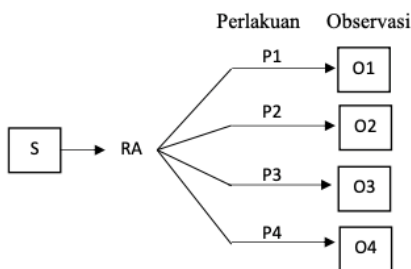 Perlakuan Observasi
P1 O1
P2 O2
S RA
P3 O3
P4 O4